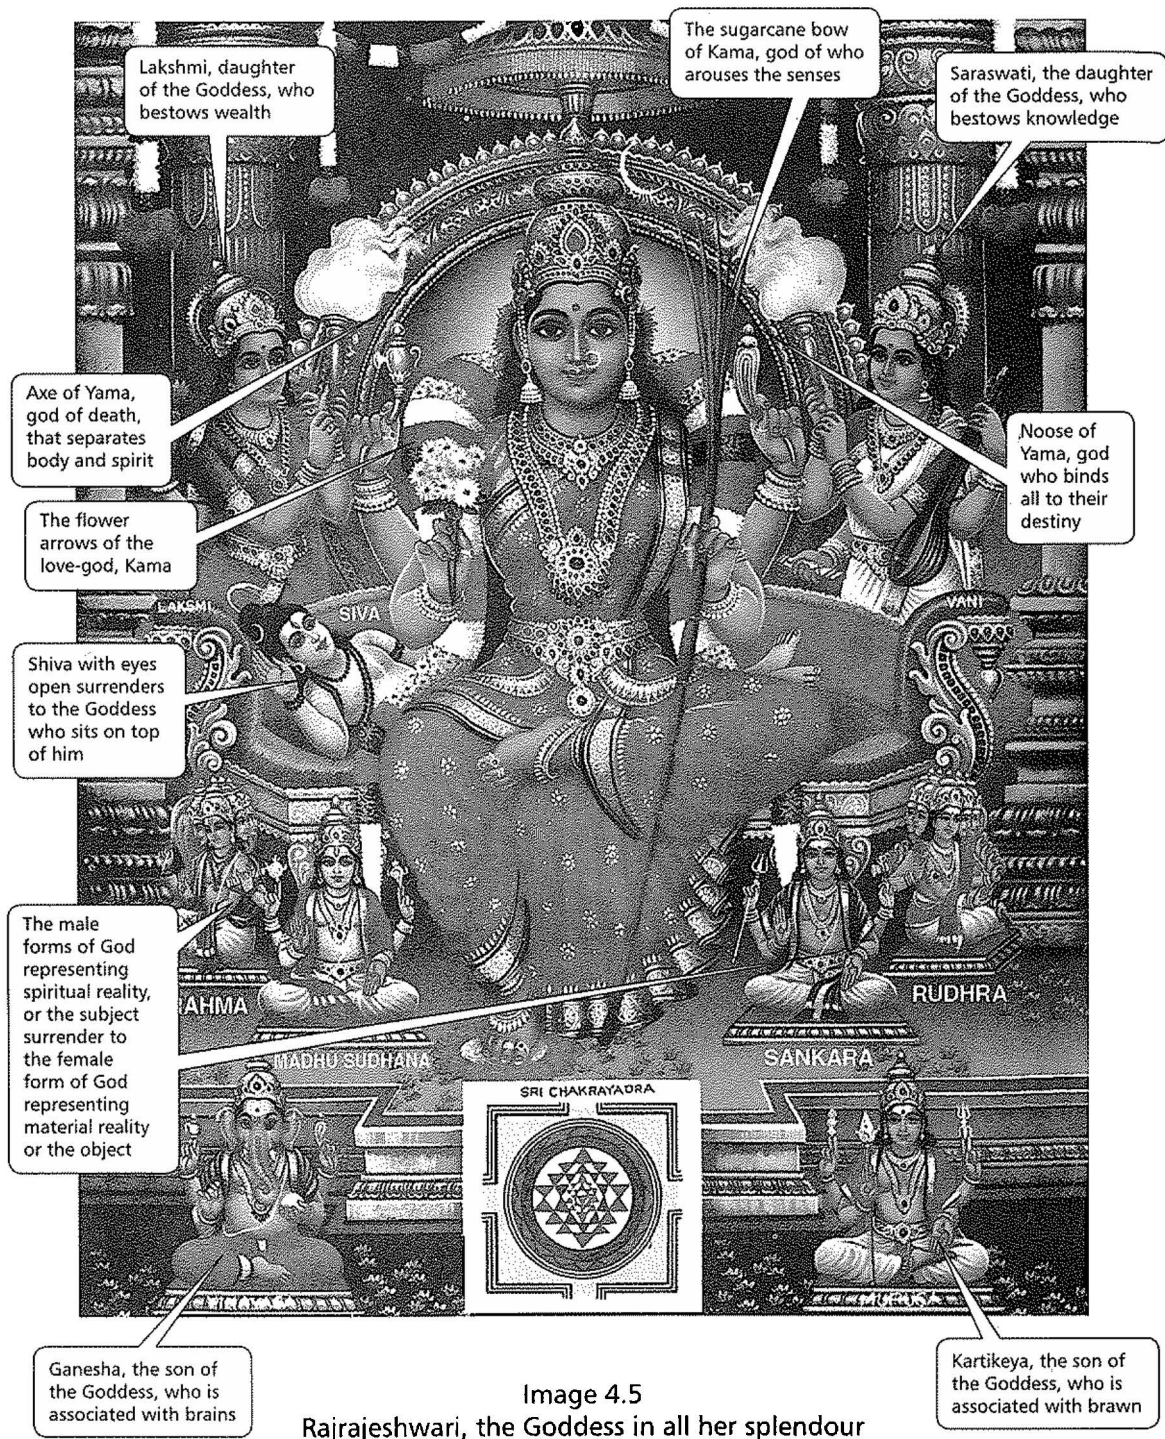 The sugarcane bow
of Kama, god of who
arouses the senses
Lakshmi, daughter
of the Goddess, who
bestows wealth
Saraswati, the daughter
of the Goddess, who
bestows knowledge
Axe of Yama,
god of death,
that separates
body and spirit
Noose of
Yama, god
who binds
all to their
destiny
The flower
arrows of the
love-god, Kama
LAKSMI
SIVA
VANI
Shiva with eyes
open surrenders
to the Goddess
who sits on top
of him
The male
forms of God
representing
spiritual reality,
or the subject
surrender to
the female
form of God
representing
material reality
or the object
RAHMA
MADHU SUDHANA
SANKARA
RUDHRA
SRI CHAKRAYADRA
MURUGA
Ganesha, the son of
the Goddess, who is
associated with brains
Kartikeya, the son of
the Goddess, who is
associated with brawn
Image 4.5
Rajrajeshwari, the Goddess in all her splendour